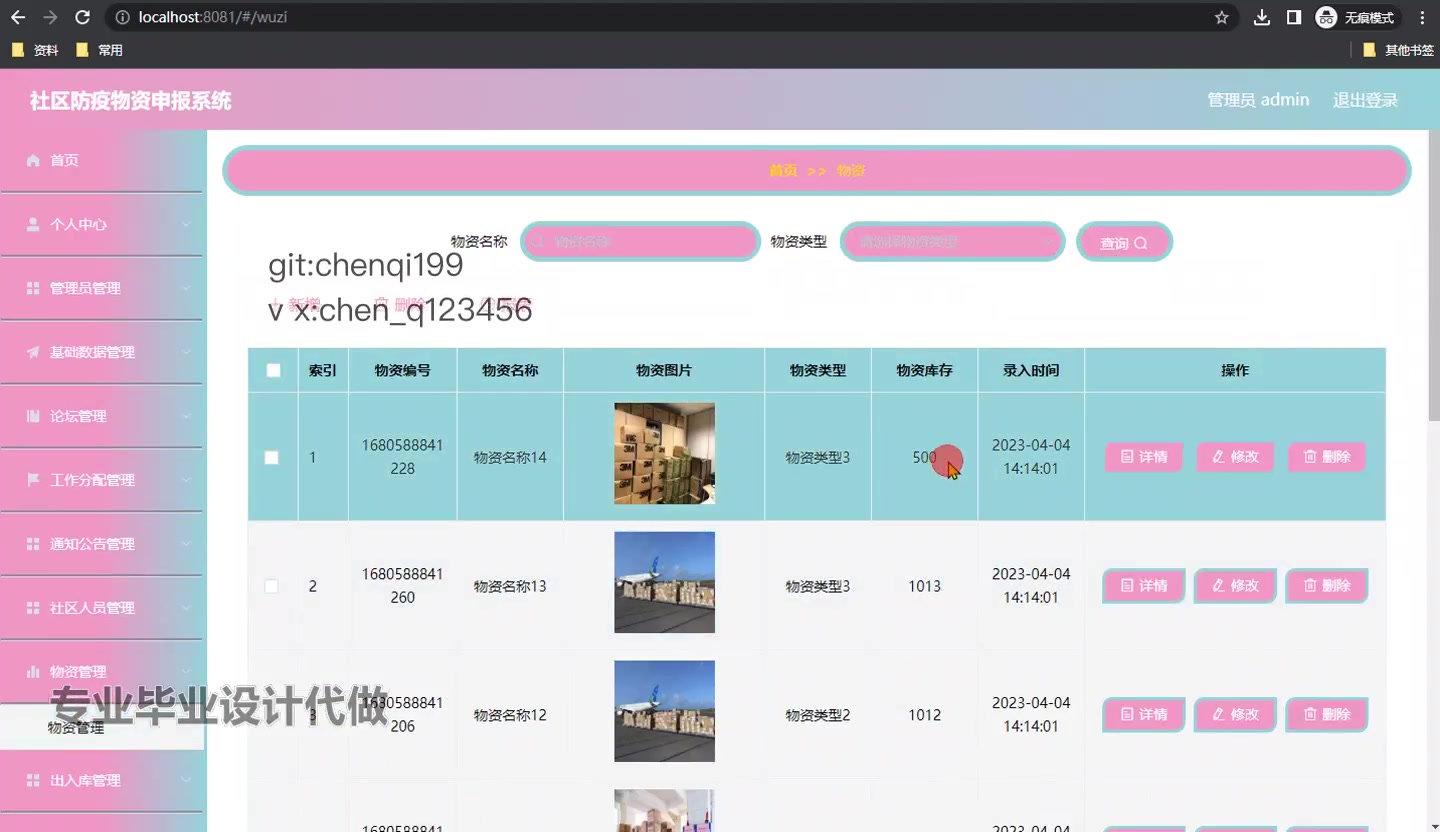 localhost:8081/#/wuzi
无痕模式
资料
常用
其他书签
社区防疫物资申报系统
管理员 admin
退出登录
首页
个人中心
管理员管理
基础数据管理
论坛管理
工作分配管理
通知公告管理
社区人员管理
物资管理
物资管理
出入库管理
首页 >> 物资
物资名称
物资名称
物资类型
请选择物资类型
查询
git:chenqi199
+ 新增
删除
v x:chen_q123456
索引 物资编号 物资名称 物资图片 物资类型 物资库存 录入时间 操作
1 1680588841228 物资名称14 物资类型3 500 2023-04-04 14:14:01 详情 修改 删除
3M
2 1680588841260 物资名称13 物资类型3 1013 2023-04-04 14:14:01 详情 修改 删除
3 1680588841206 物资名称12 物资类型2 1012 2023-04-04 14:14:01 详情 修改 删除
专业毕业设计代做
1680588841 2023-04-04